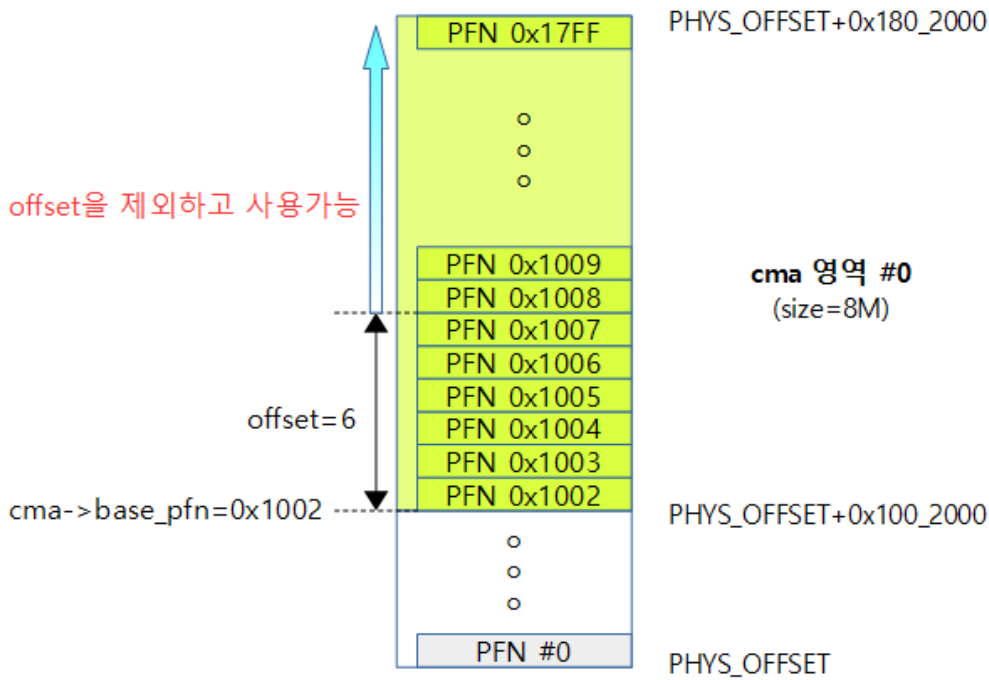 PFN 0x17FF
PHYS_OFFSET+0x180_2000
offset을 제외하고 사용가능
PFN 0x1009
PFN 0x1008
PFN 0x1007
PFN 0x1006
PFN 0x1005
PFN 0x1004
PFN 0x1003
PFN 0x1002
cma 영역 #0
(size=8M)
offset=6
cma->base_pfn=0x1002
PHYS_OFFSET+0x100_2000
PFN #0
PHYS_OFFSET